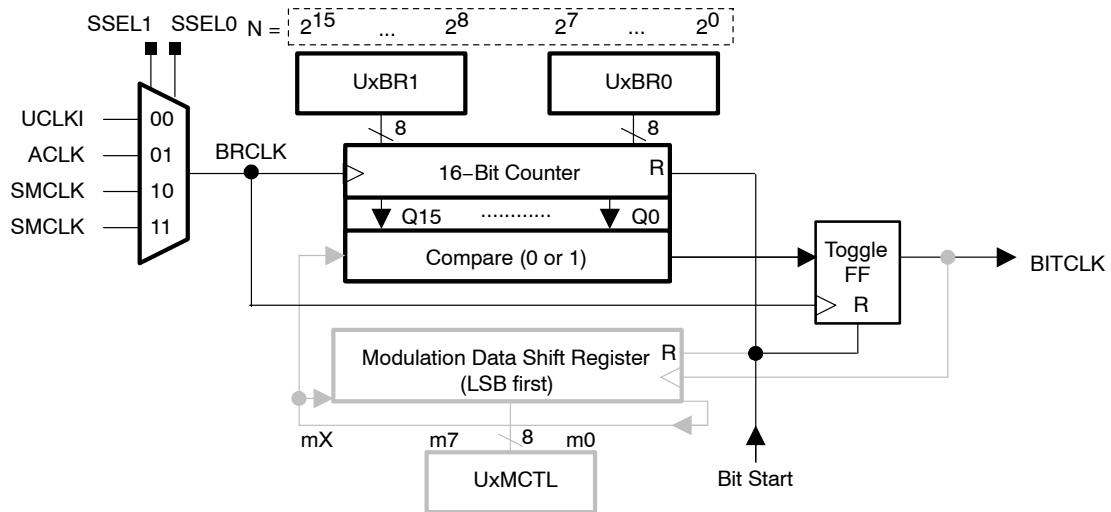 SSEL1 SSEL0 N = 2^15 ... 2^8 2^7 ... 2^0
UxBR1 UxBR0
8 8
UCLKI 00
ACLK 01
SMCLK 10
SMCLK 11
BRCLK
16−Bit Counter R
Q15 ............ Q0
Compare (0 or 1)
Toggle
FF
R
BITCLK
Modulation Data Shift Register R
(LSB first)
mX m7 8 m0
UxMCTL
Bit Start